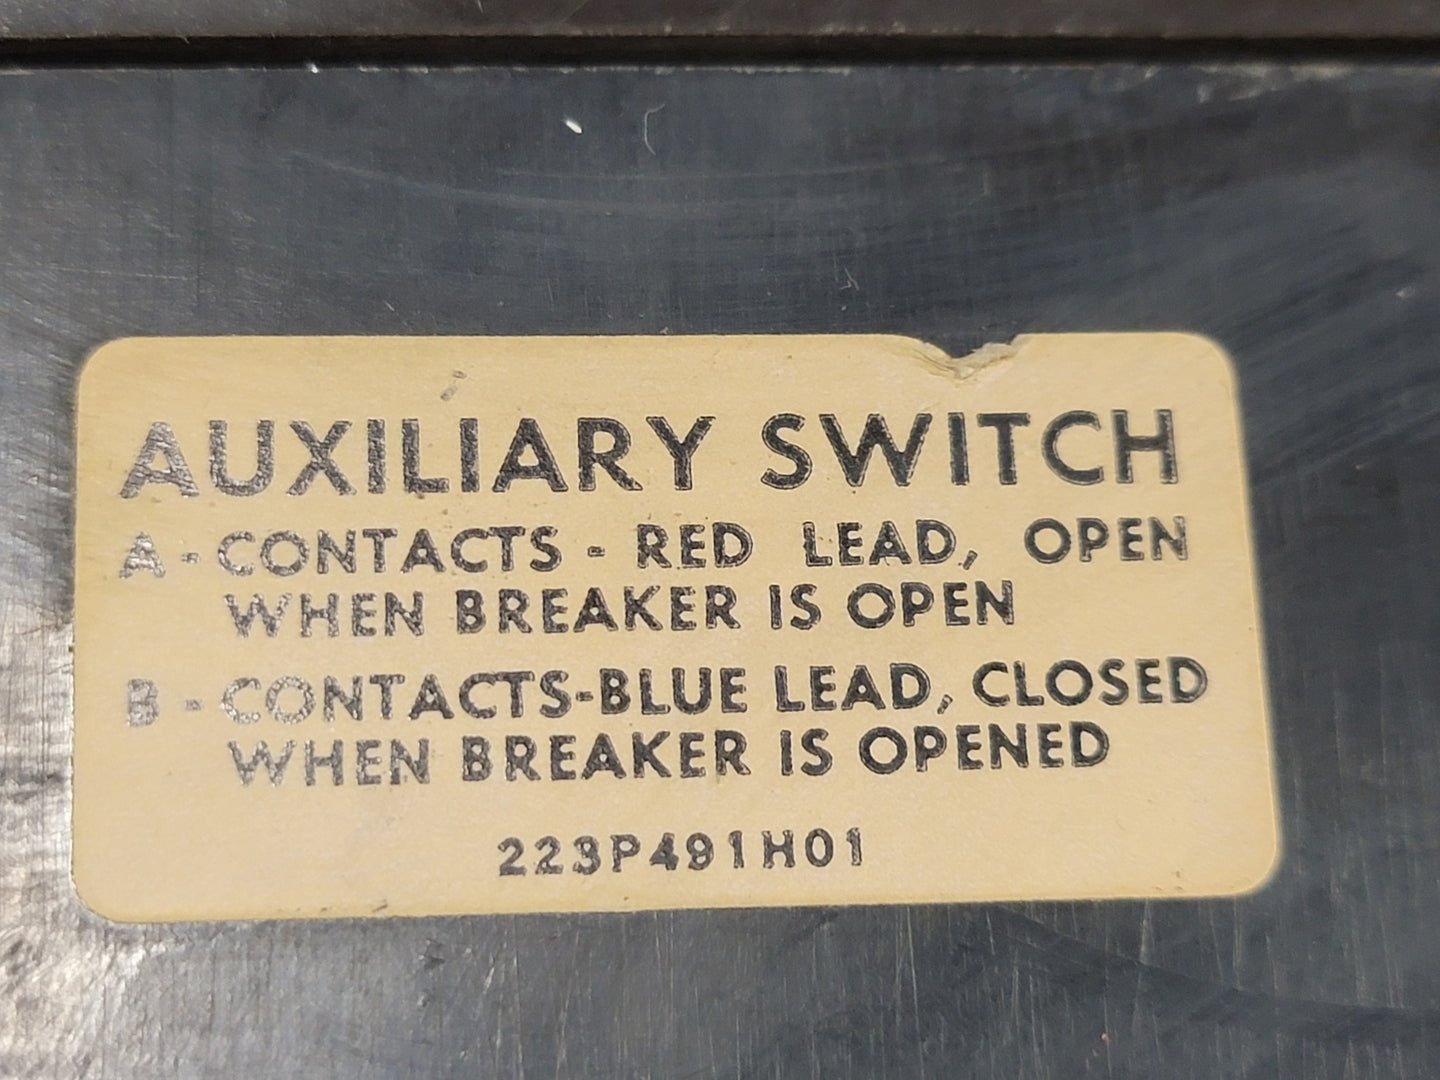 AUXILIARY SWITCH
A - CONTACTS - RED LEAD, OPEN
WHEN BREAKER IS OPEN
B - CONTACTS-BLUE LEAD, CLOSED
WHEN BREAKER IS OPENED
223P491H01